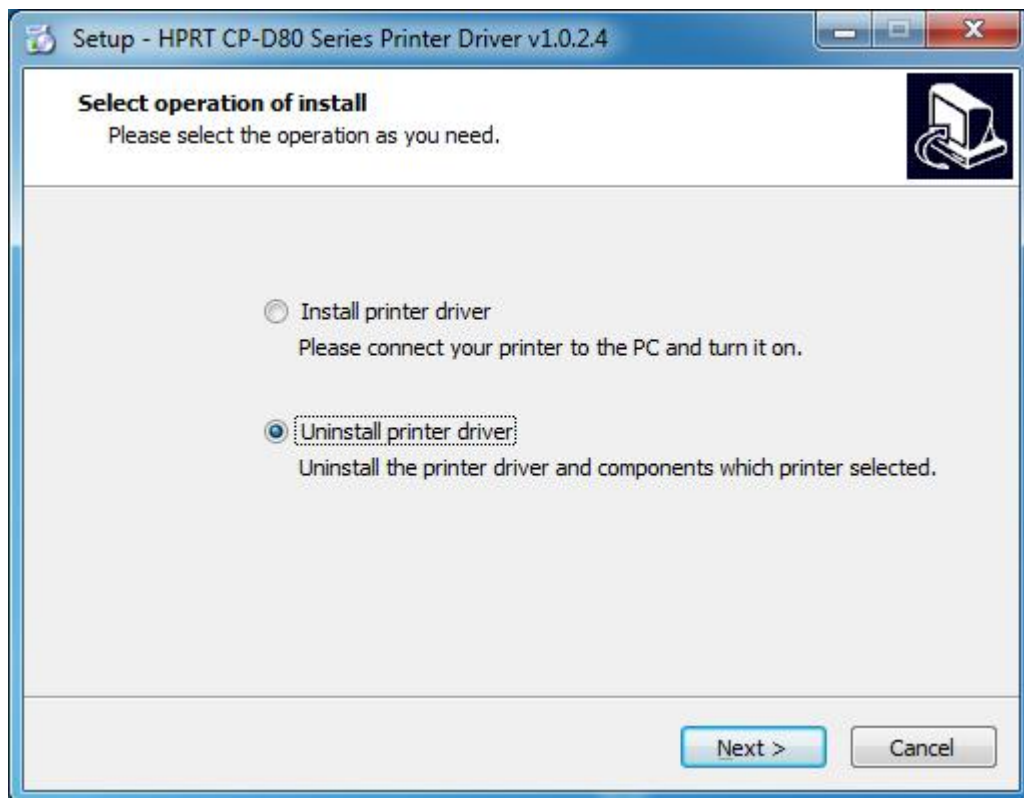 Setup - HPRT CP-D80 Series Printer Driver v1.0.2.4
Select operation of install
Please select the operation as you need.
Install printer driver
Please connect your printer to the PC and turn it on.
Uninstall printer driver
Uninstall the printer driver and components which printer selected.
Next >
Cancel